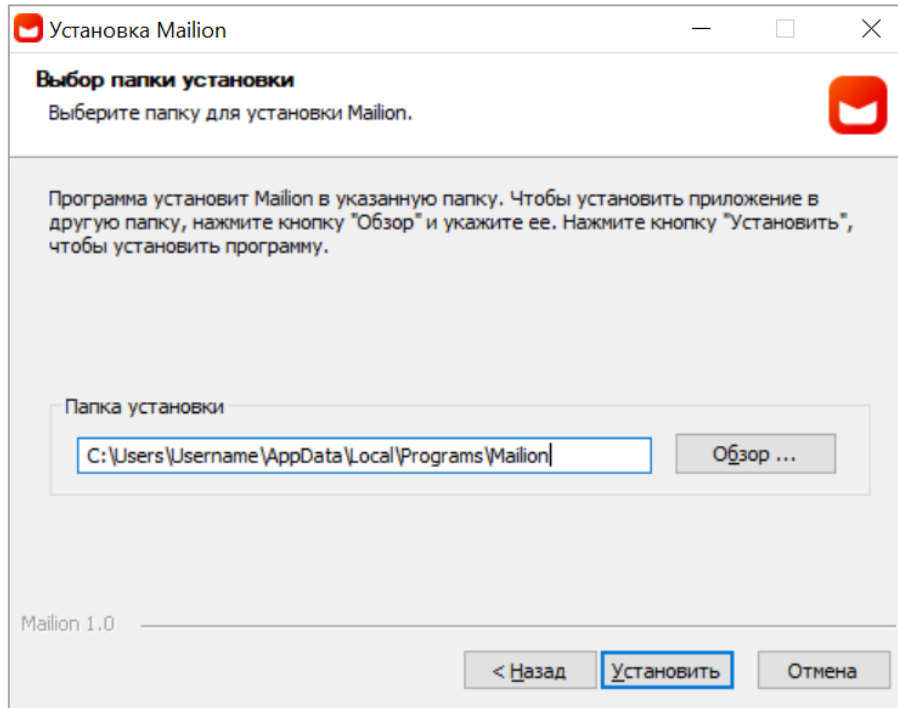 Установка Mailion
Выбор папки установки
Выберите папку для установки Mailion.
Программа установит Mailion в указанную папку. Чтобы установить приложение в
другую папку, нажмите кнопку "Обзор" и укажите ее. Нажмите кнопку "Установить",
чтобы установить программу.
Папка установки
C:\Users\Username\AppData\Local\Programs\Mailion
Обзор ...
Mailion 1.0
< Назад
Установить
Отмена